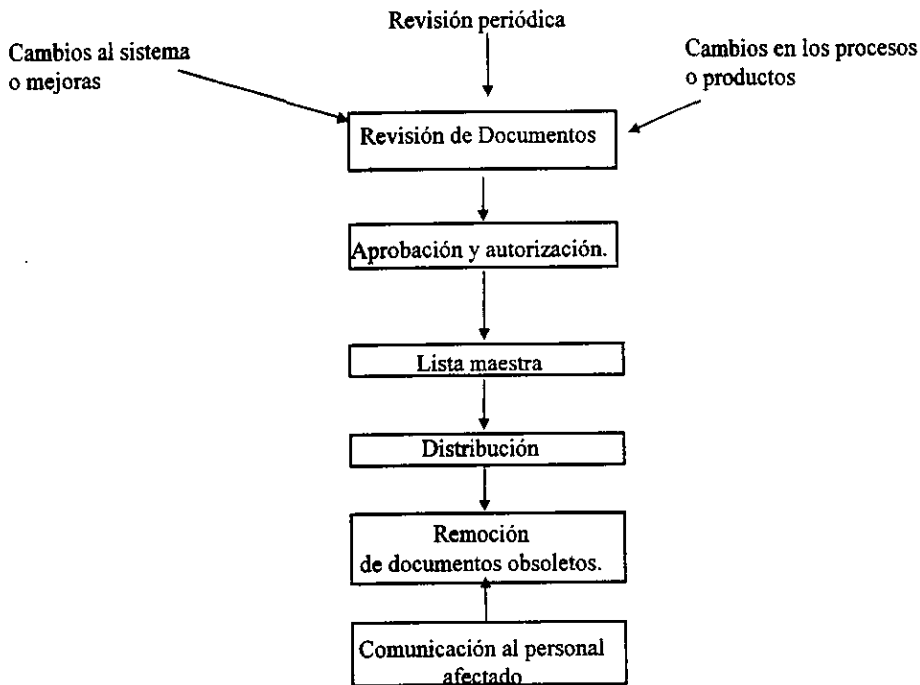 Revisión periódica
Cambios al sistema
o mejoras
Cambios en los procesos
o productos
Revisión de Documentos
Aprobación y autorización.
Lista maestra
Distribución
Remoción
de documentos obsoletos.
Comunicación al personal
afectado